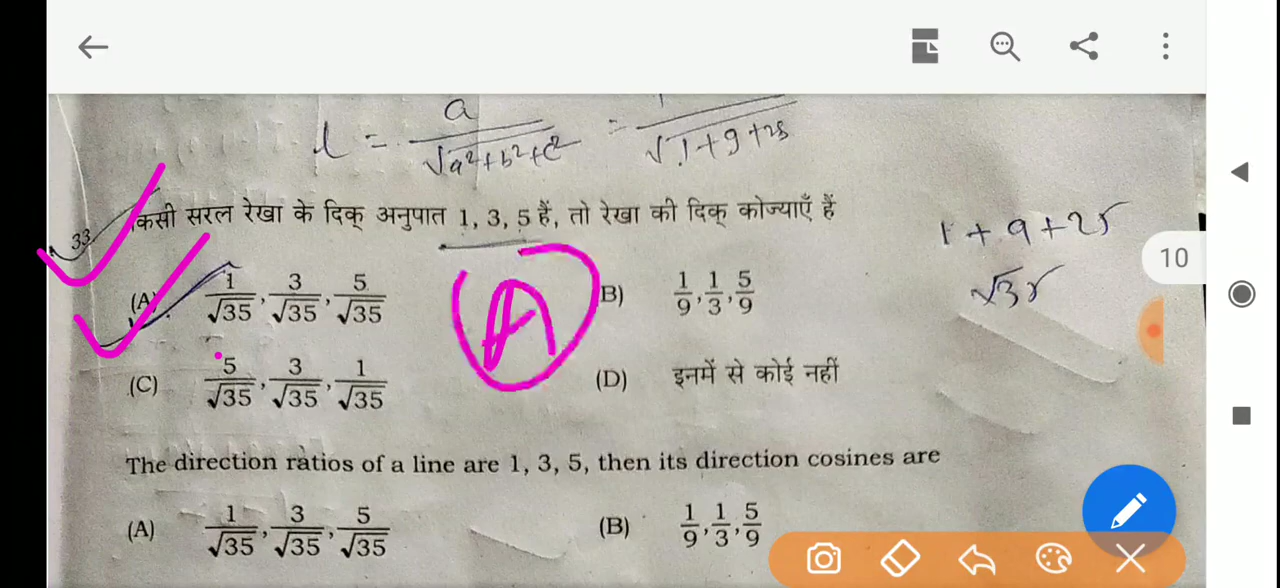 l = a/√a²+b²+c² = 1/√1+9+25
33 किसी सरल रेखा के दिक् अनुपात 1, 3, 5 हैं, तो रेखा की दिक् कोज्याएँ हैं
1 + 9 + 25
10
√35
(A) 1/√35, 3/√35, 5/√35 A (B) 1/9, 1/3, 5/9
(C) 5/√35, 3/√35, 1/√35 (D) इनमें से कोई नहीं
The direction ratios of a line are 1, 3, 5, then its direction cosines are
(A) 1/√35, 3/√35, 5/√35 (B) 1/9, 1/3, 5/9